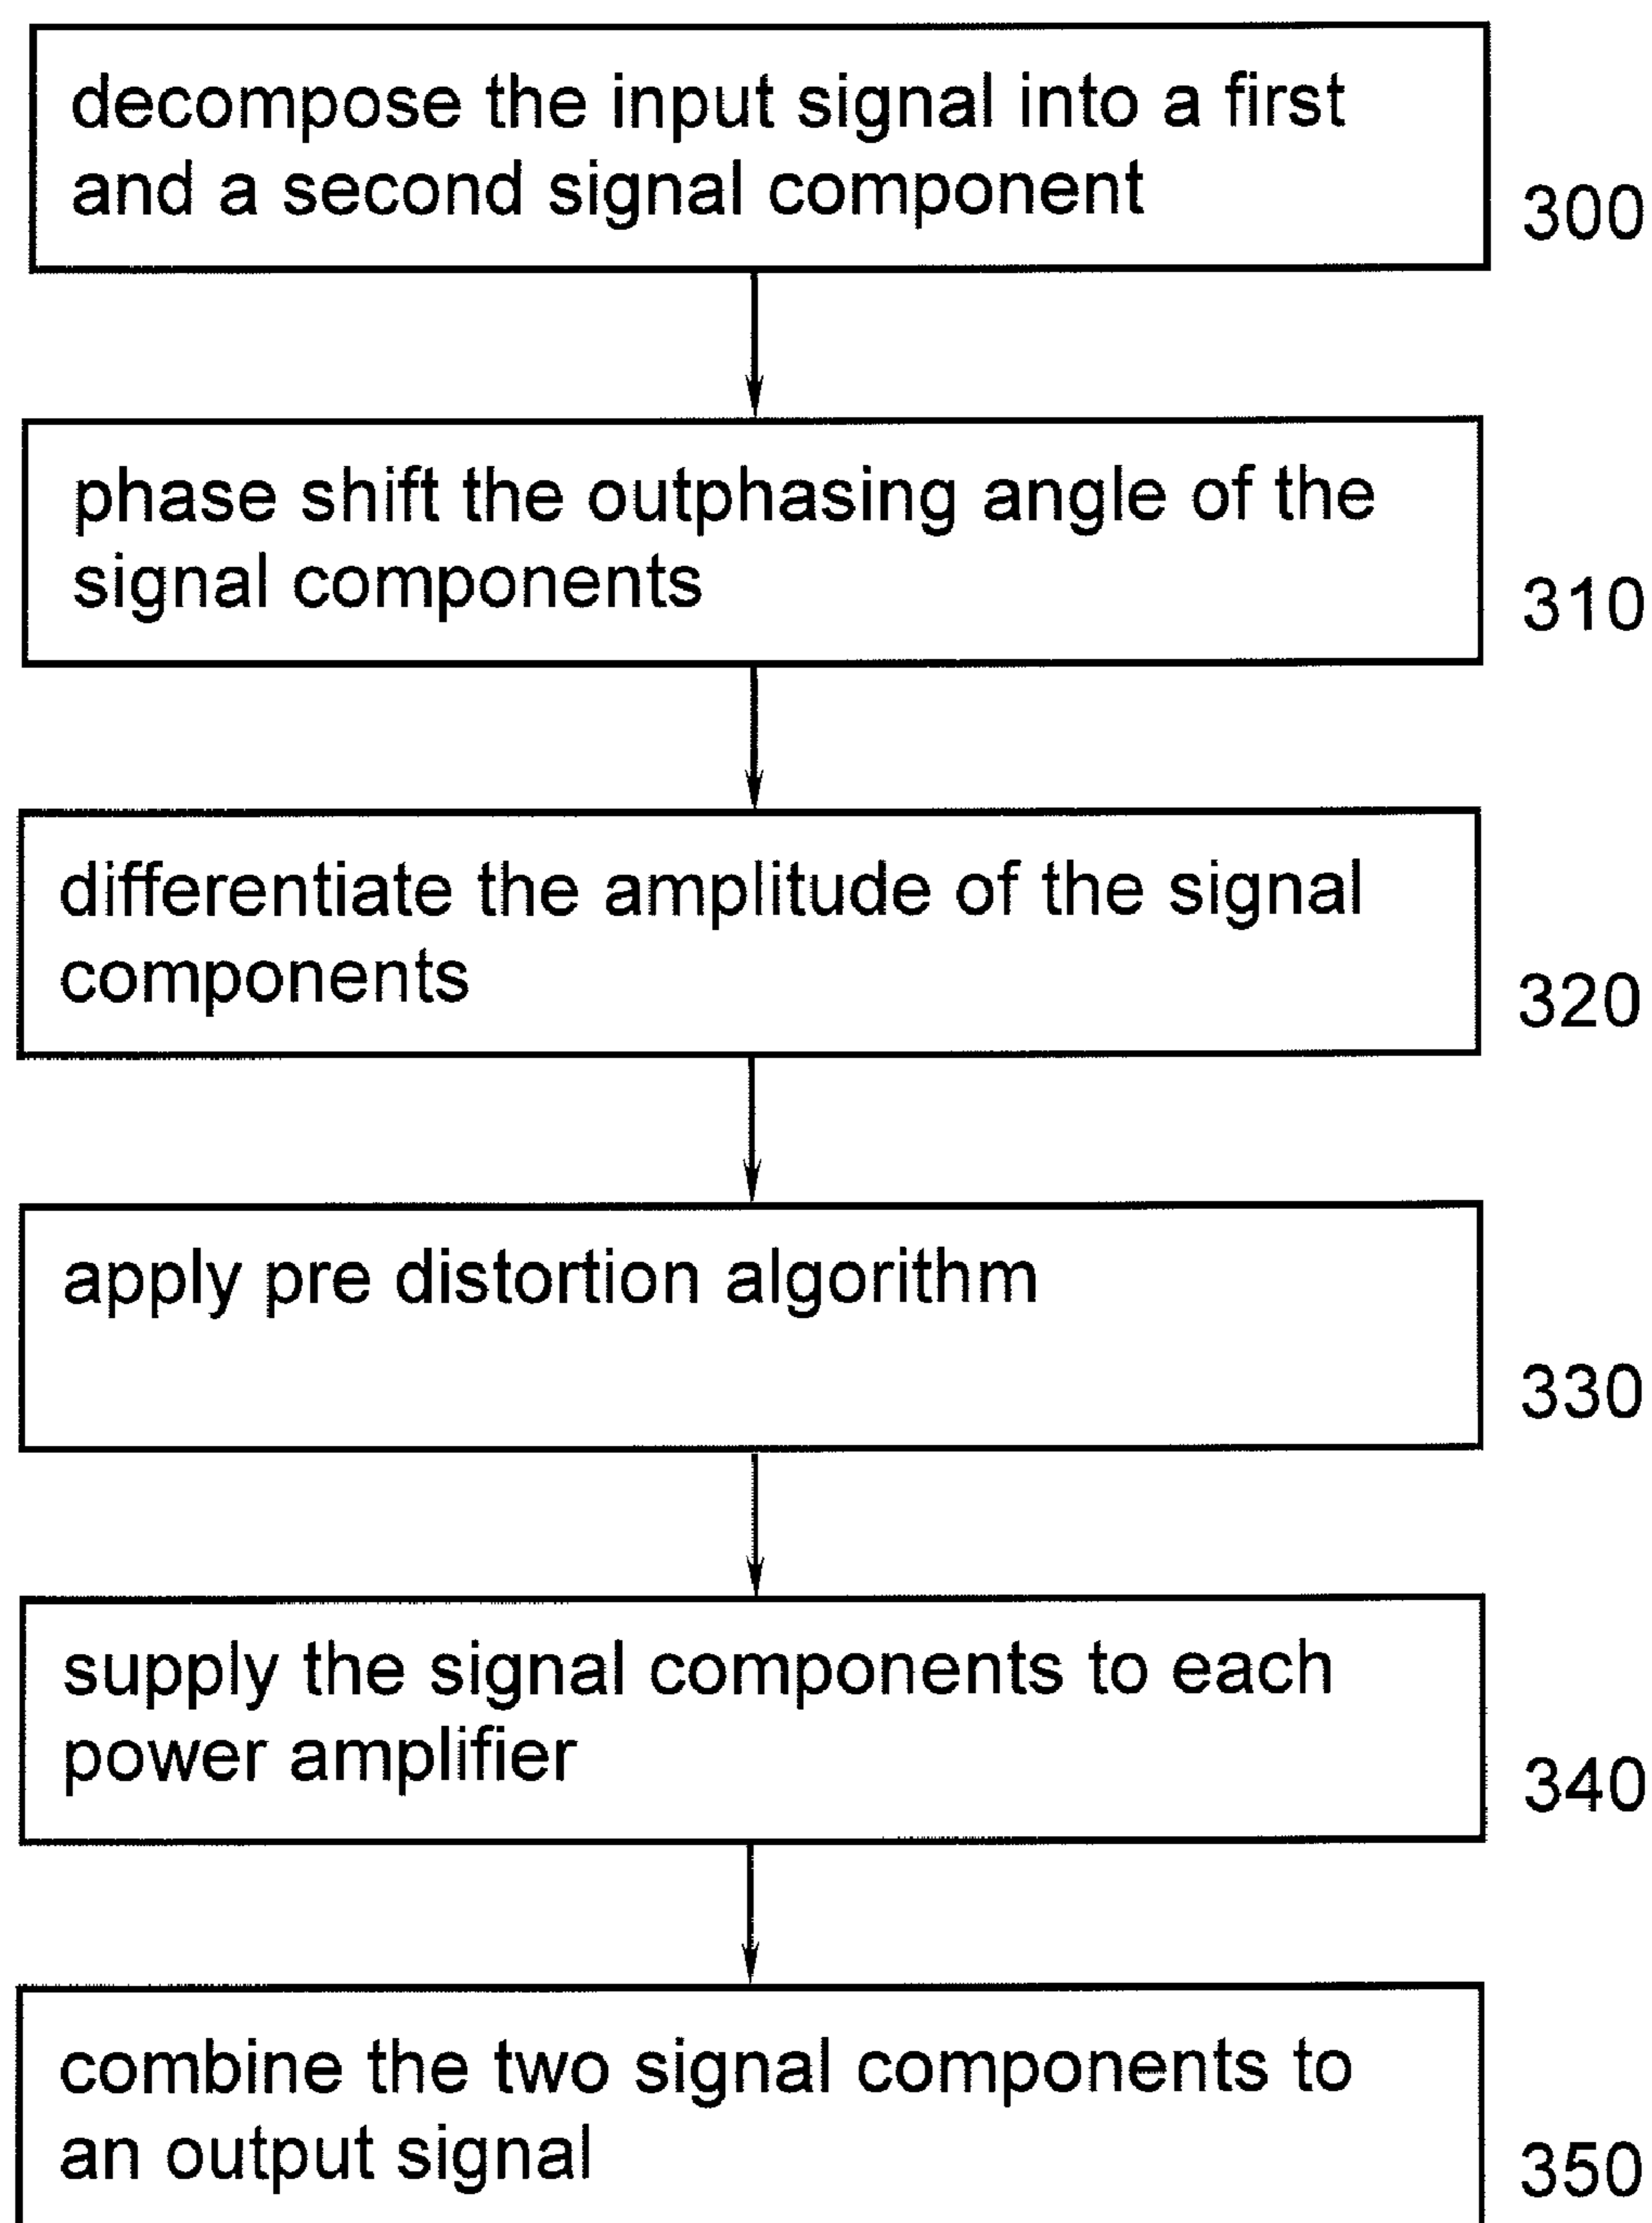 decompose the input signal into a first
and a second signal component
300
phase shift the outphasing angle of the
signal components
310
differentiate the amplitude of the signal
components
320
apply pre distortion algorithm
330
supply the signal components to each
power amplifier
340
combine the two signal components to
an output signal
350